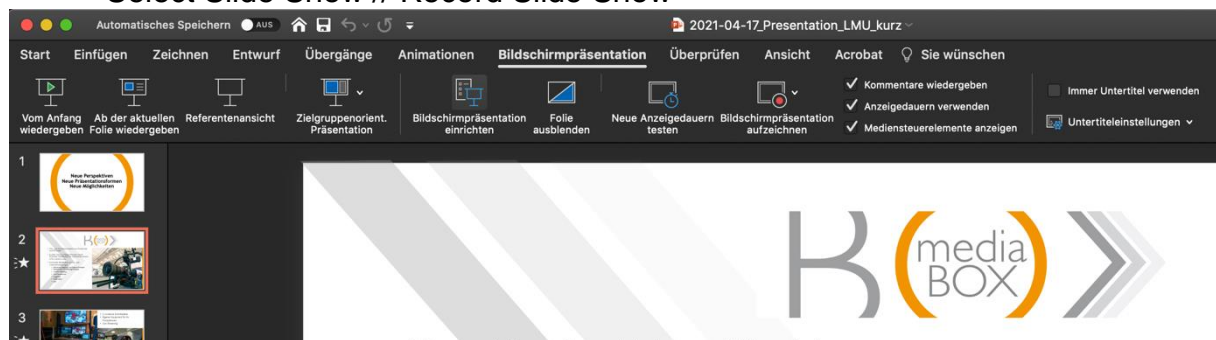 Select Slide Show // Record Slide Show
Automatisches Speichern AUS 2021-04-17_Presentation_LMU_kurz
Start Einfügen Zeichnen Entwurf Übergänge Animationen Bildschirmpräsentation Überprüfen Ansicht Acrobat Sie wünschen
Kommentare wiedergeben
Anzeigedauern verwenden
Mediensteuerelemente anzeigen
Immer Untertitel verwenden
Untertiteleinstellungen
Vom Anfang Ab der aktuellen Referentenansicht Zielgruppenorient. Bildschirmpräsentation Folie Neue Anzeigedauern Bildschirmpräsentation
wiedergeben Folie wiedergeben Präsentation einrichten ausblenden testen aufzeichnen
1
Neue Perspektiven
Neue Präsentationsformen
Neue Möglichkeiten
2
K
media
BOX
3